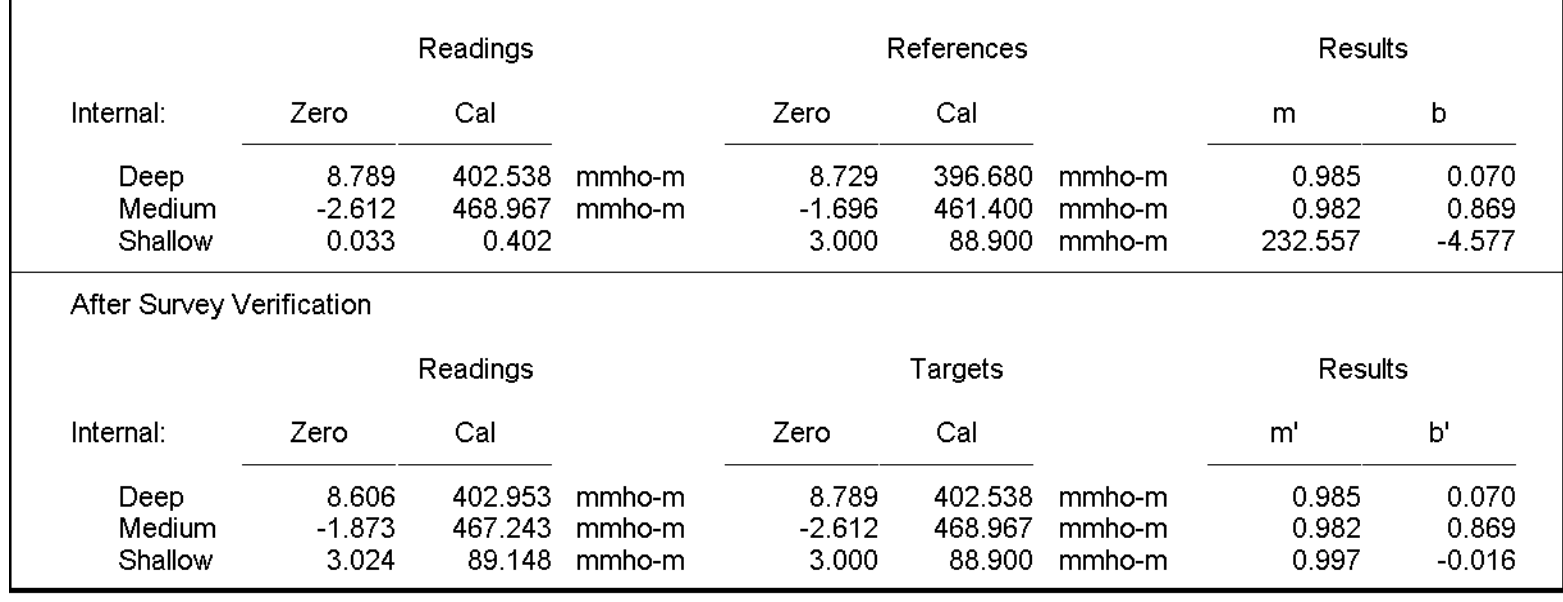 Readings References Results
Internal: Zero Cal Zero Cal m b
Deep 8.789 402.538 mmho-m 8.729 396.680 mmho-m 0.985 0.070
Medium -2.612 468.967 mmho-m -1.696 461.400 mmho-m 0.982 0.869
Shallow 0.033 0.402 3.000 88.900 mmho-m 232.557 -4.577
After Survey Verification
Readings Targets Results
Internal: Zero Cal Zero Cal m' b'
Deep 8.606 402.953 mmho-m 8.789 402.538 mmho-m 0.985 0.070
Medium -1.873 467.243 mmho-m -2.612 468.967 mmho-m 0.982 0.869
Shallow 3.024 89.148 mmho-m 3.000 88.900 mmho-m 0.997 -0.016